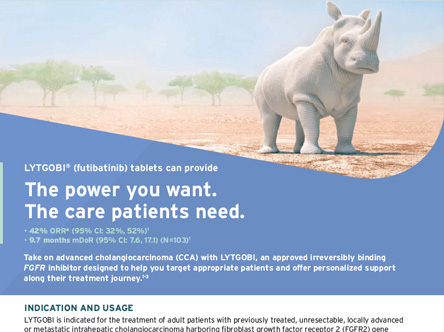 LYTGOBI® (futibatinib) tablets can provide
The power you want.
The care patients need.
• 42% ORR* (95% CI: 32%, 52%)¹
• 9.7 months mDoR (95% CI: 7.6, 17.1) (N=103)¹
Take on advanced cholangiocarcinoma (CCA) with LYTGOBI, an approved irreversibly binding
FGFR inhibitor designed to help you target appropriate patients and offer personalized support
along their treatment journey.¹⁻³
INDICATION AND USAGE
LYTGOBI is indicated for the treatment of adult patients with previously treated, unresectable, locally advanced
or metastatic intrahepatic cholangiocarcinoma harboring fibroblast growth factor receptor 2 (FGFR2) gene